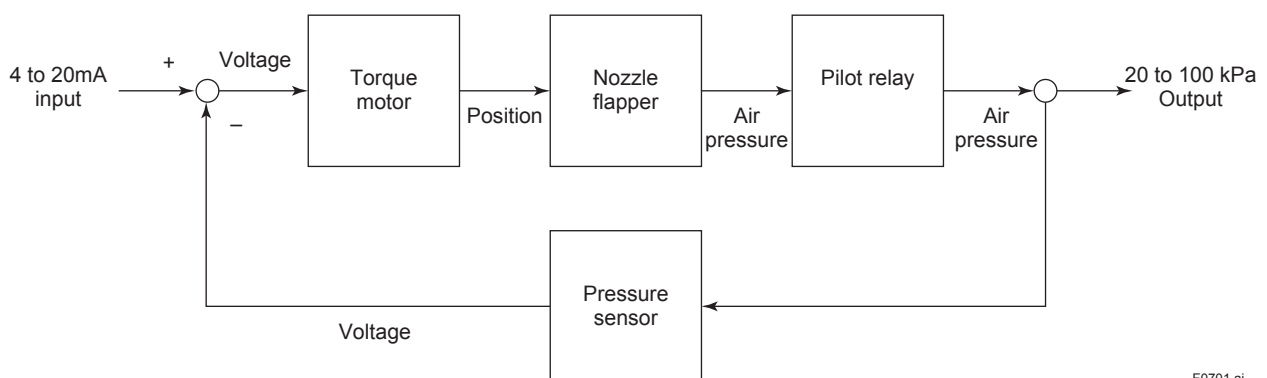 4 to 20mA
input
+
–
Voltage
Torque
motor
Position
Nozzle
flapper
Air
pressure
Pilot relay
Air
pressure
20 to 100 kPa
Output
Pressure
sensor
Voltage